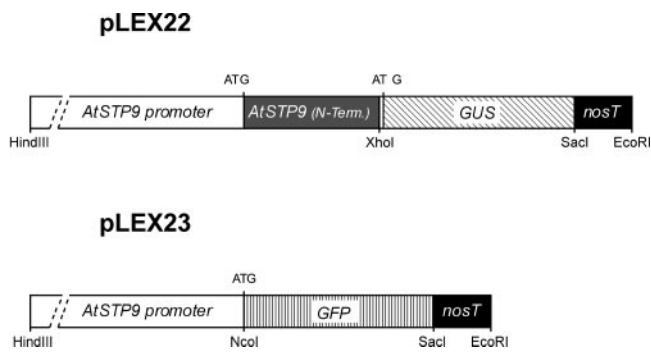 pLEX22
ATG AT G
AtSTP9 promoter AtSTP9 (N-Term.) GUS nosT
HindIII XhoI SacI EcoRI
pLEX23
ATG
AtSTP9 promoter GFP nosT
HindIII NcoI SacI EcoRI